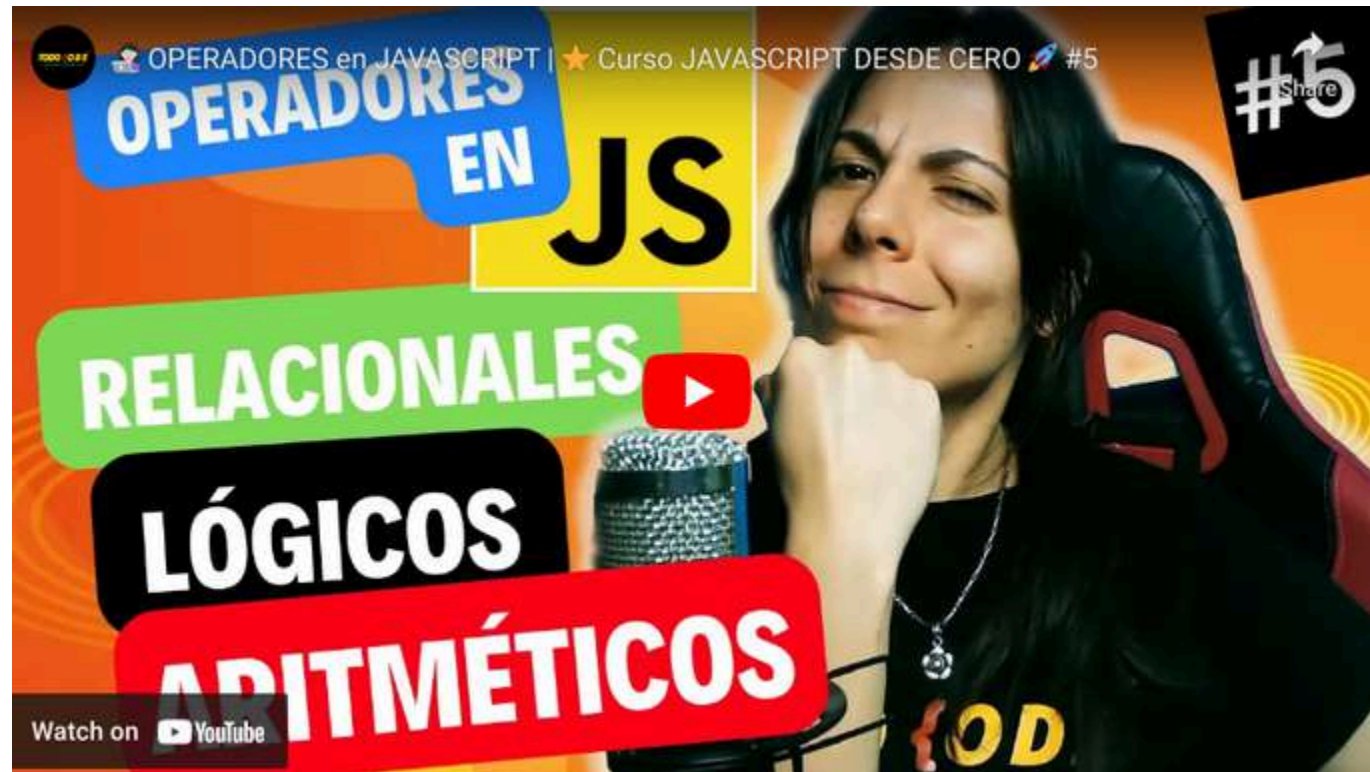 OPERADORES en JAVASCRIPT | ⭐ Curso JAVASCRIPT DESDE CERO 🚀 #5
#5
Share
OPERADORES
EN
JS
RELACIONALES
LÓGICOS
ARITMÉTICOS
Watch on YouTube